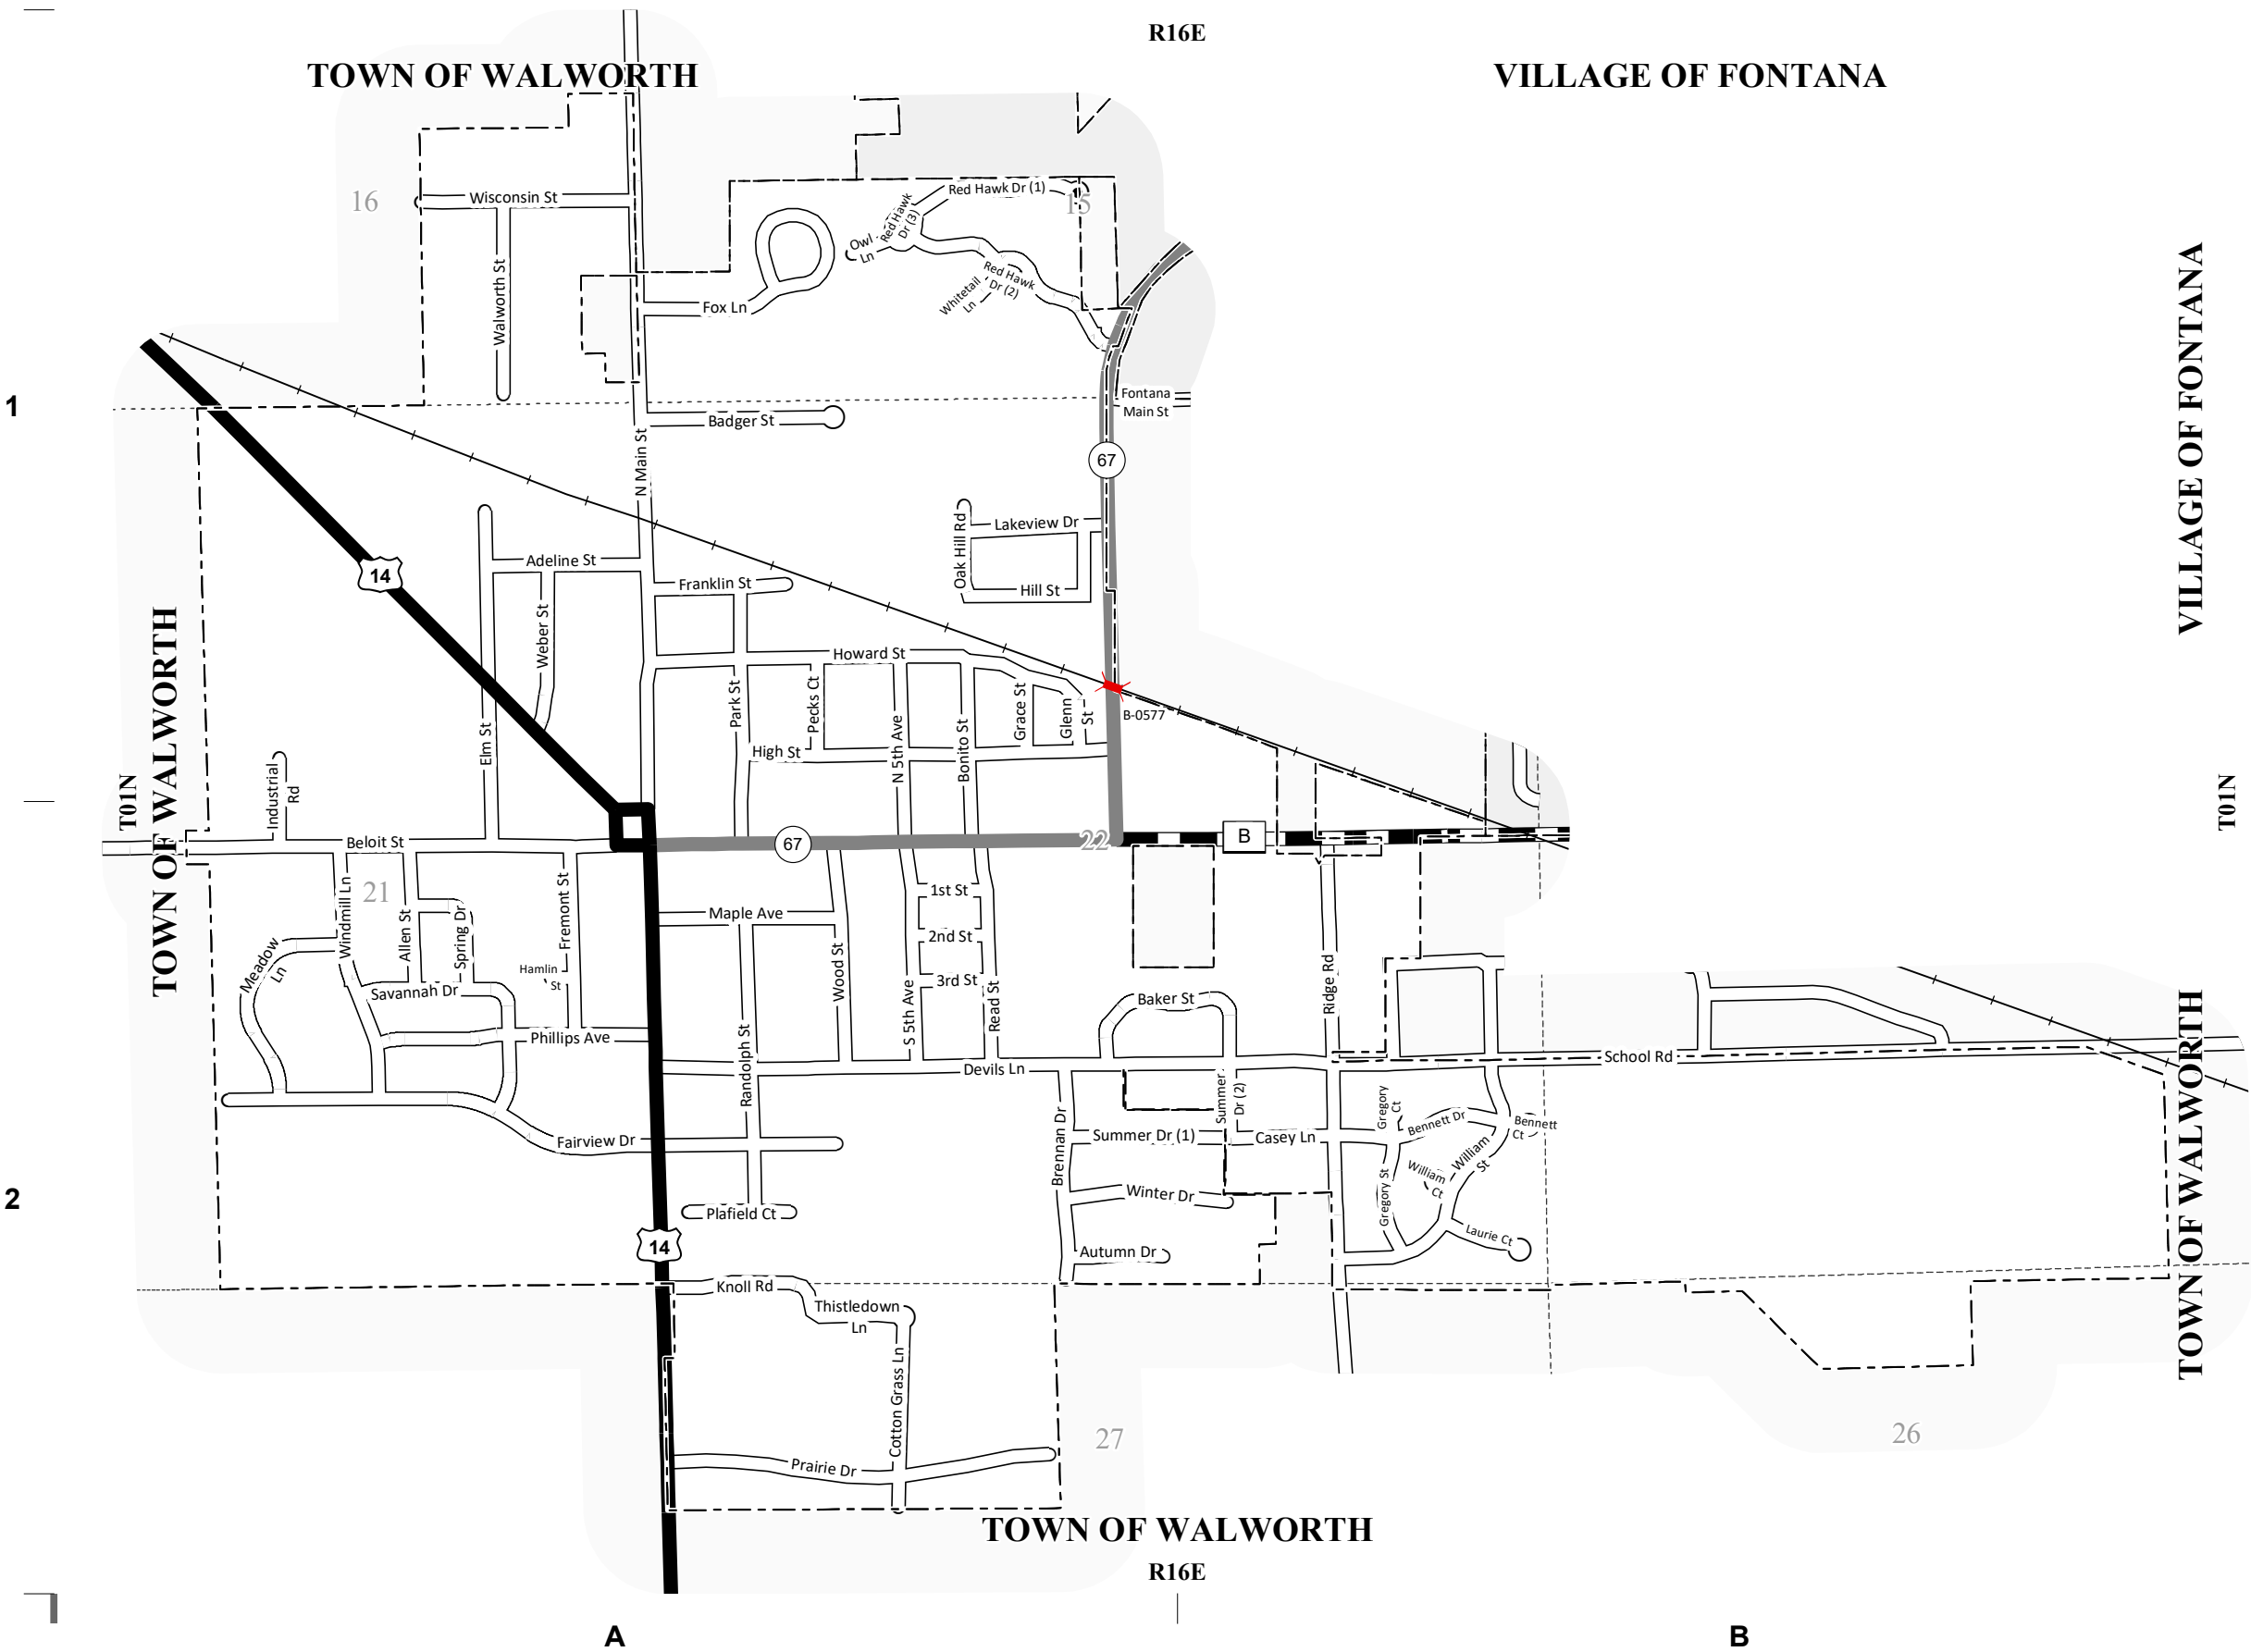 R16E
TOWN OF WALWORTH
VILLAGE OF FONTANA
16
Wisconsin St
Walworth St
Red Hawk Dr (1)
15
Red Hawk
Dr (3)
Owl
Ln
Red Hawk
Dr (2)
Whitetail
Ln
Fox Ln
VILLAGE OF FONTANA
1
Fontana
Main St
Badger St
N Main St
67
Oak Hill Rd
Lakeview Dr
Hill St
14
Adeline St
Franklin St
Weber St
TOWN OF WALWORTH
T01N
Howard St
Park St
Pecks Ct
N 5th Ave
Bonito St
Grace St
Glenn
St
B-0577
High St
Elm St
Industrial
Rd
T01N
Beloit St
67
22
B
21
Windmill Ln
Allen St
Spring Dr
Fremont St
Hamlin
St
Meadow
Ln
Savannah Dr
Phillips Ave
Maple Ave
Wood St
1st St
2nd St
3rd St
S 5th Ave
Read St
Baker St
Ridge Rd
Randolph St
Devils Ln
School Rd
TOWN OF WALWORTH
Summer
Dr (2)
Gregory
Ct
Bennett Dr
Bennett
Ct
Brennan Dr
Summer Dr (1)
Casey Ln
William
St
William
Ct
Gregory St
Laurie Ct
Fairview Dr
2
Winter Dr
Plafield Ct
14
Autumn Dr
Knoll Rd
Thistledown
Ln
Cotton Grass Ln
Prairie Dr
27
26
TOWN OF WALWORTH
R16E
A
B